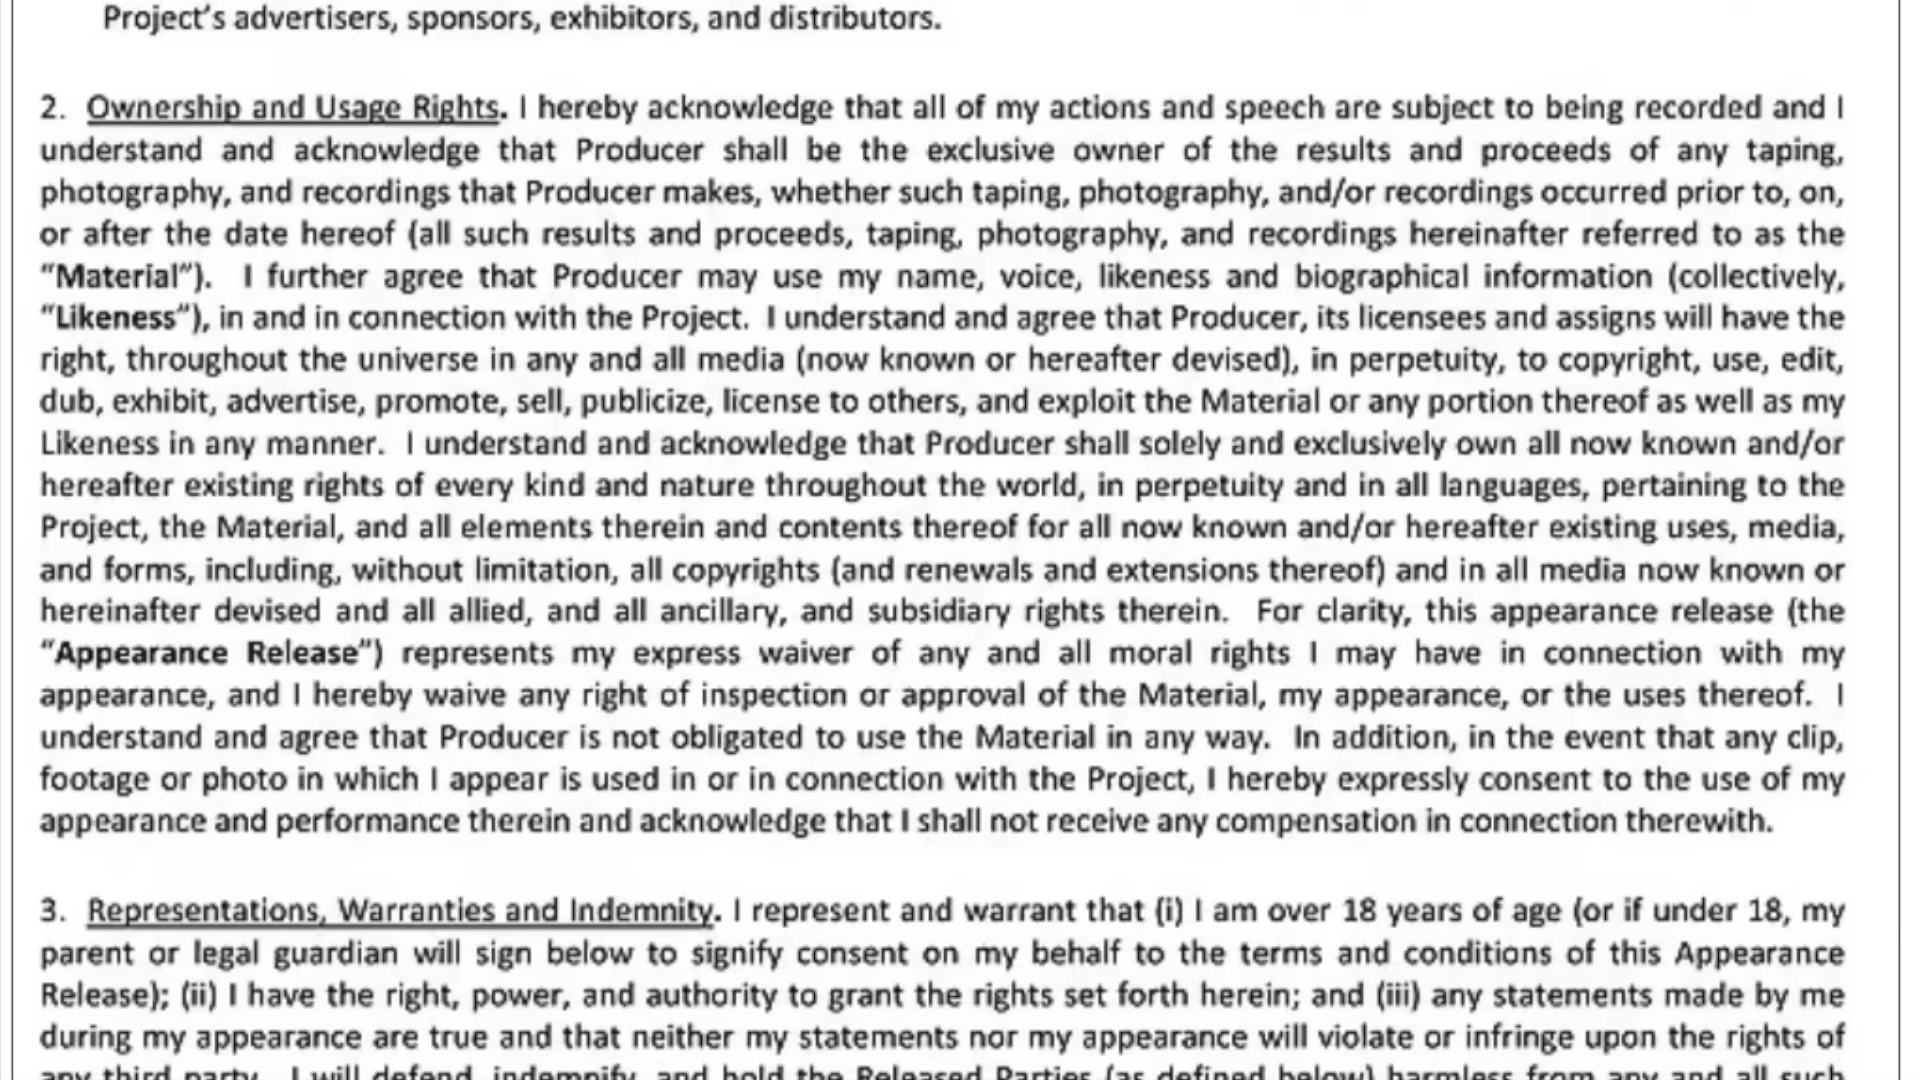 Project's advertisers, sponsors, exhibitors, and distributors.
2. Ownership and Usage Rights. I hereby acknowledge that all of my actions and speech are subject to being recorded and I
understand and acknowledge that Producer shall be the exclusive owner of the results and proceeds of any taping,
photography, and recordings that Producer makes, whether such taping, photography, and/or recordings occurred prior to, on,
or after the date hereof (all such results and proceeds, taping, photography, and recordings hereinafter referred to as the
“Material”). I further agree that Producer may use my name, voice, likeness and biographical information (collectively,
“Likeness”), in and in connection with the Project. I understand and agree that Producer, its licensees and assigns will have the
right, throughout the universe in any and all media (now known or hereafter devised), in perpetuity, to copyright, use, edit,
dub, exhibit, advertise, promote, sell, publicize, license to others, and exploit the Material or any portion thereof as well as my
Likeness in any manner. I understand and acknowledge that Producer shall solely and exclusively own all now known and/or
hereafter existing rights of every kind and nature throughout the world, in perpetuity and in all languages, pertaining to the
Project, the Material, and all elements therein and contents thereof for all now known and/or hereafter existing uses, media,
and forms, including, without limitation, all copyrights (and renewals and extensions thereof) and in all media now known or
hereinafter devised and all allied, and all ancillary, and subsidiary rights therein. For clarity, this appearance release (the
“Appearance Release”) represents my express waiver of any and all moral rights I may have in connection with my
appearance, and I hereby waive any right of inspection or approval of the Material, my appearance, or the uses thereof. I
understand and agree that Producer is not obligated to use the Material in any way. In addition, in the event that any clip,
footage or photo in which I appear is used in or in connection with the Project, I hereby expressly consent to the use of my
appearance and performance therein and acknowledge that I shall not receive any compensation in connection therewith.
3. Representations, Warranties and Indemnity. I represent and warrant that (i) I am over 18 years of age (or if under 18, my
parent or legal guardian will sign below to signify consent on my behalf to the terms and conditions of this Appearance
Release); (ii) I have the right, power, and authority to grant the rights set forth herein; and (iii) any statements made by me
during my appearance are true and that neither my statements nor my appearance will violate or infringe upon the rights of
any third party. I will defend, indemnify, and hold the Released Parties (as defined below) harmless from any and all such